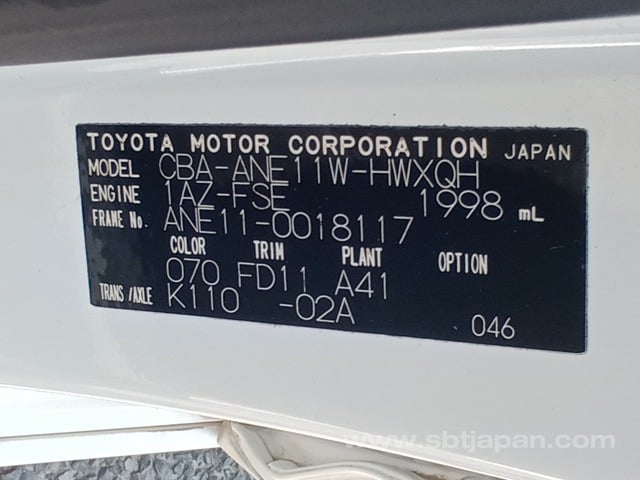 TOYOTA MOTOR CORPORATION JAPAN
MODEL CBA-ANE11W-HWXQH
ENGINE 1AZ-FSE 1998 mL
FRAME No. ANE11-0018117
COLOR TRIM PLANT OPTION
070 FD11 A41
TRANS/AXLE K110 -02A
046
www.sbtjapan.com